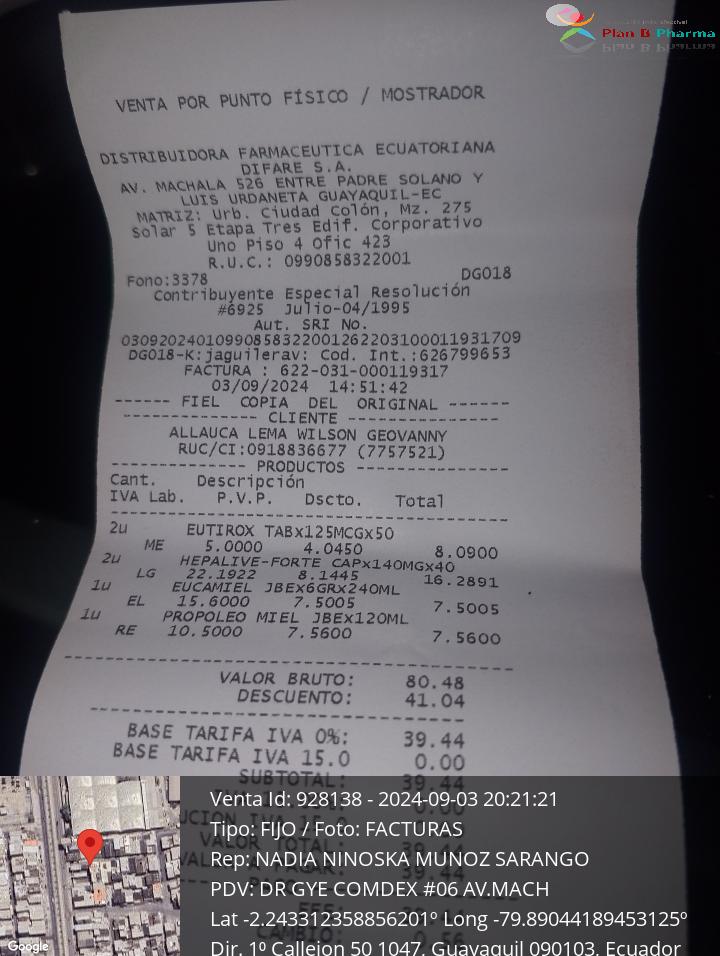 Plan B Pharma
VENTA POR PUNTO FÍSICO / MOSTRADOR
DISTRIBUIDORA FARMACEUTICA ECUATORIANA
DIFARE S.A.
AV. MACHALA 526 ENTRE PADRE SOLANO Y
LUIS URDANETA GUAYAQUIL-EC
MATRIZ: Urb. Ciudad Colón, Mz. 275
Solar 5 Etapa Tres Edif. Corporativo
Uno Piso 4 Ofic 423
R.U.C.: 0990858322001
Fono:3378 DG018
Contribuyente Especial Resolución
#6925 Julio-04/1995
Aut. SRI No.
0309202401099085832200126220310001193​1709
DG018-K:jaguilerav: Cod. Int.:626799653
FACTURA : 622-031-000119317
03/09/2024 14:51:42
------ FIEL COPIA DEL ORIGINAL ------
-------------- CLIENTE ----------------
ALLAUCA LEMA WILSON GEOVANNY
RUC/CI:0918836677 (7757521)
-------------- PRODUCTOS ----------------
Cant. Descripción
IVA Lab. P.V.P. Dscto. Total
2u EUTIROX TABx125MCGx50
ME 5.0000 4.0450 8.0900
2u HEPALIVE-FORTE CAPx140MGx40
LG 22.1922 8.1445 16.2891
1u EUCAMIEL JBEx6GRx240ML
EL 15.6000 7.5005 7.5005
1u PROPOLEO MIEL JBEx120ML
RE 10.5000 7.5600 7.5600
VALOR BRUTO: 80.48
DESCUENTO: 41.04
BASE TARIFA IVA 0%: 39.44
BASE TARIFA IVA 15.0 0.00
SUBTOTAL: 39.44
Venta Id: 928138 - 2024-09-03 20:21:21
Tipo: FIJO / Foto: FACTURAS
Rep: NADIA NINOSKA MUNOZ SARANGO
PDV: DR GYE COMDEX #06 AV.MACH
Lat -2.243312358856201º Long -79.89044189453125º
Dir. 1º Callejon 50 1047, Guayaquil 090103, Ecuador
Google